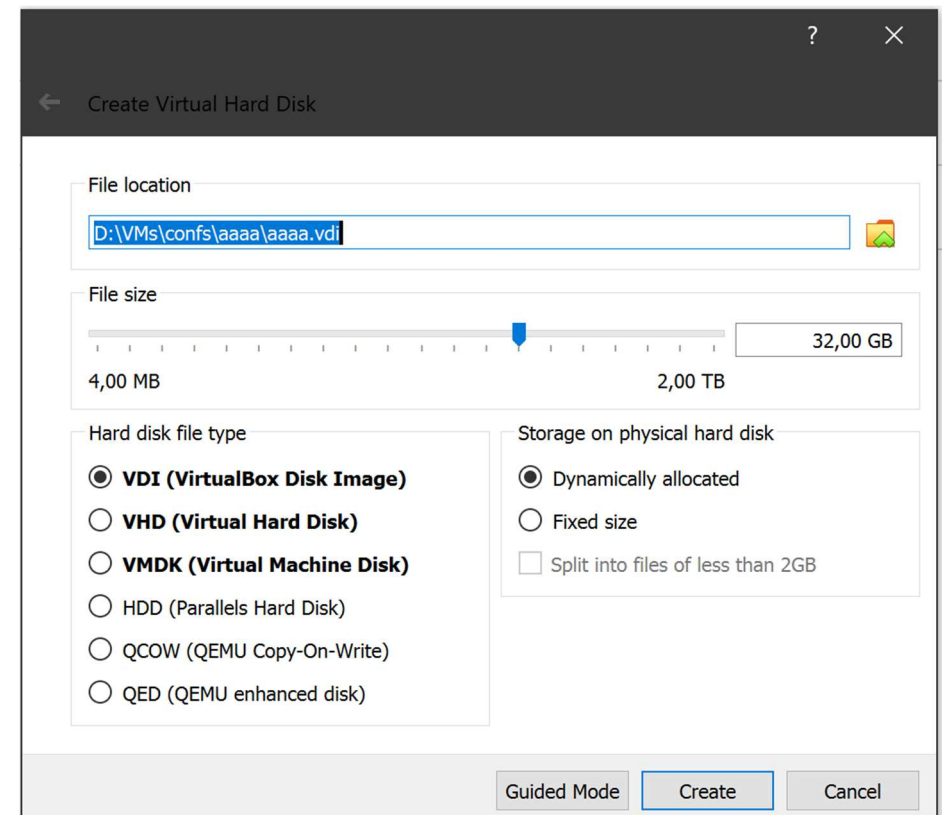 ?
Create Virtual Hard Disk
File location
D:\VMs\confs\aaaa\aaaa.vdi
File size
32,00 GB
4,00 MB 2,00 TB
Hard disk file type
VDI (VirtualBox Disk Image)
VHD (Virtual Hard Disk)
VMDK (Virtual Machine Disk)
HDD (Parallels Hard Disk)
QCOW (QEMU Copy-On-Write)
QED (QEMU enhanced disk)
Storage on physical hard disk
Dynamically allocated
Fixed size
Split into files of less than 2GB
Guided Mode Create Cancel